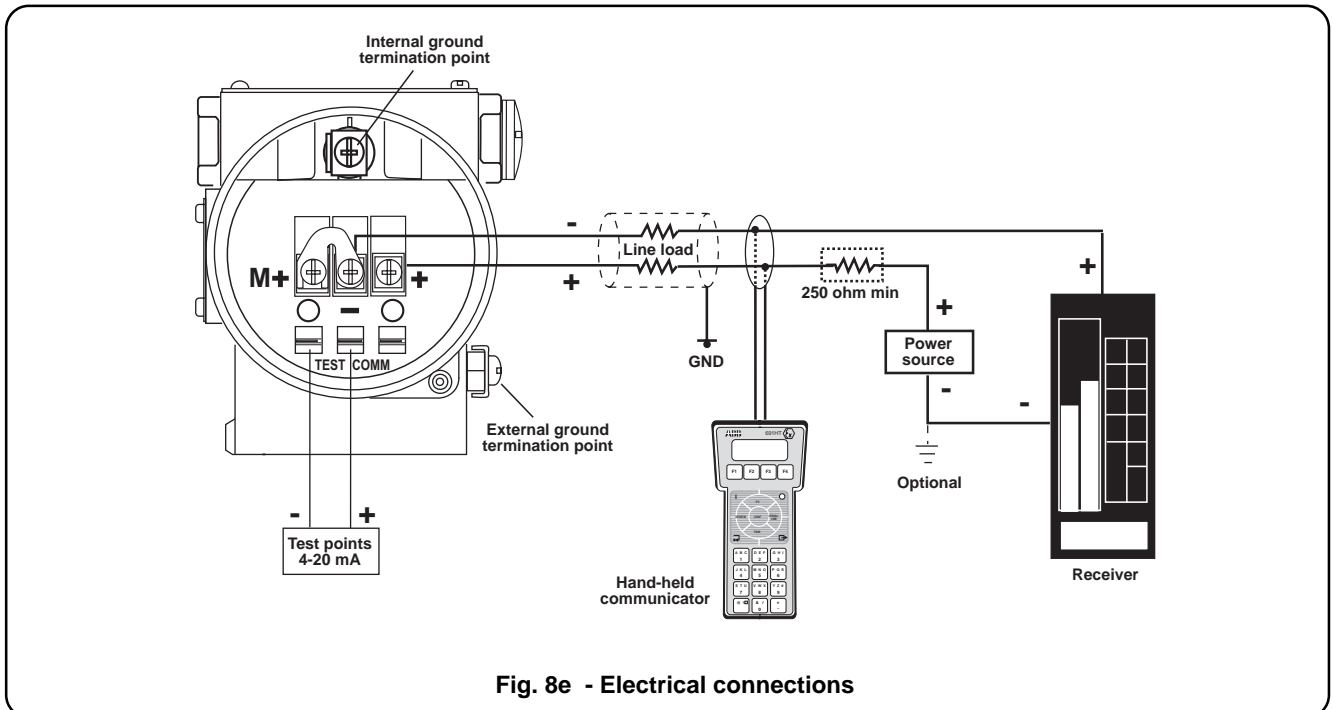 Internal ground
termination point
-
Line load
+
M+
+
-
TEST COMM
250 ohm min
+
Power
source
-
+
-
GND
External ground
termination point
Optional
- +
Test points
4-20 mA
F1 F2 F3 F4
Hand-held
communicator
Receiver
Fig. 8e - Electrical connections